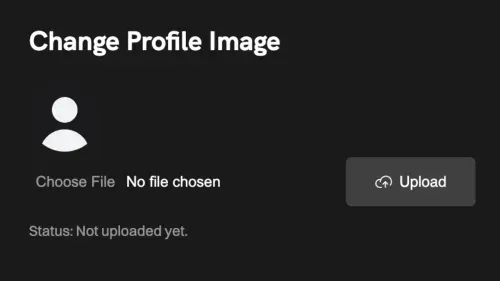 Change Profile Image
Choose File No file chosen
Upload
Status: Not uploaded yet.